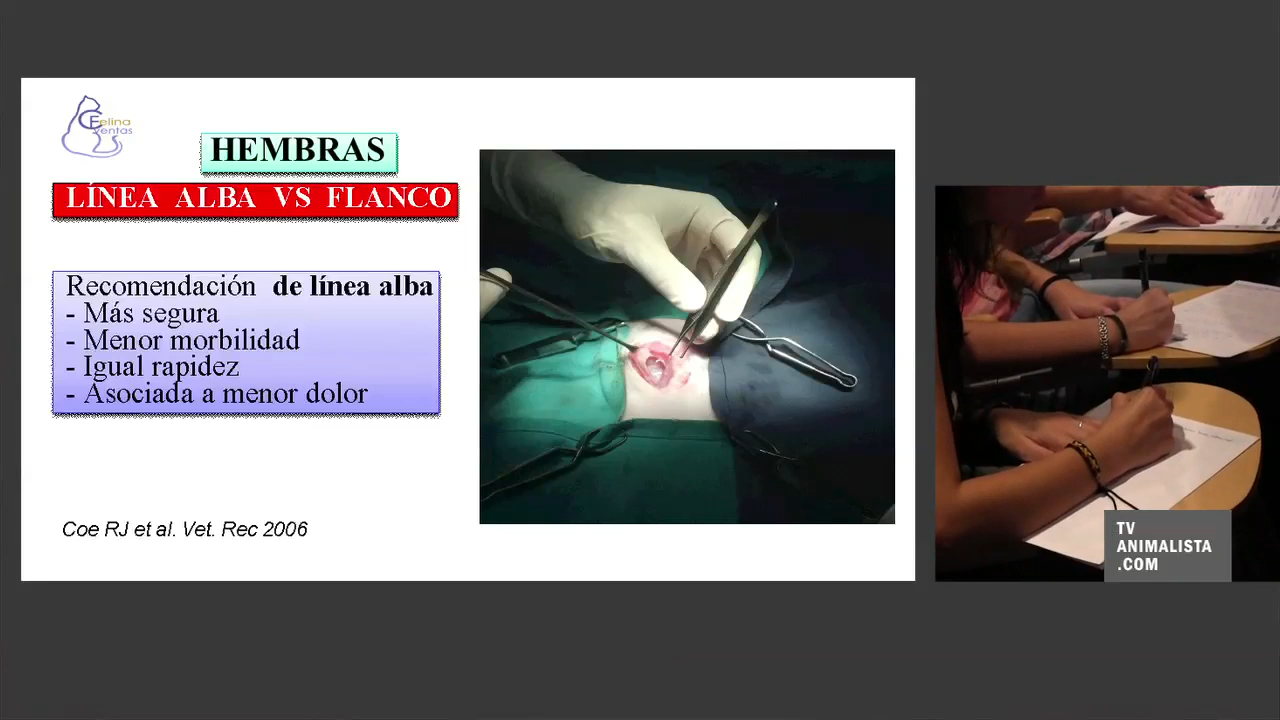 CFelina
Ventas
HEMBRAS
LÍNEA ALBA VS FLANCO
Recomendación de línea alba
- Más segura
- Menor morbilidad
- Igual rapidez
- Asociada a menor dolor
Coe RJ et al. Vet. Rec 2006
TV
ANIMALISTA
.COM